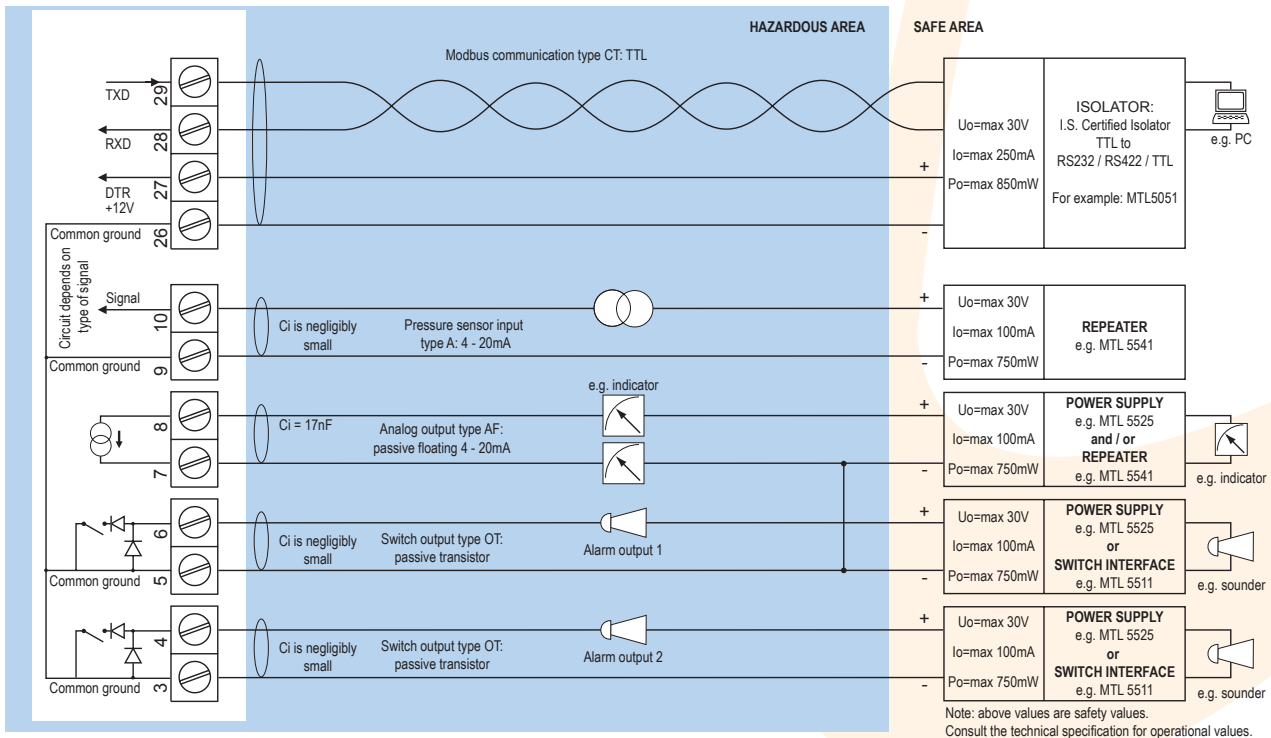 HAZARDOUS AREA
SAFE AREA
Modbus communication type CT: TTL
TXD
29
RXD
28
DTR
+12V
27
Common ground
26
+
-
Uo=max 30V
Io=max 250mA
Po=max 850mW
ISOLATOR:
I.S. Certified Isolator
TTL to
RS232 / RS422 / TTL
For example: MTL5051
e.g. PC
Circuit depends on
type of signal
Signal
10
Common ground
9
Ci is negligibly
small
Pressure sensor input
type A: 4 - 20mA
+
-
Uo=max 30V
Io=max 100mA
Po=max 750mW
REPEATER
e.g. MTL 5541
8
7
Ci = 17nF
Analog output type AF:
passive floating 4 - 20mA
e.g. indicator
+
-
Uo=max 30V
Io=max 100mA
Po=max 750mW
POWER SUPPLY
e.g. MTL 5525
and / or
REPEATER
e.g. MTL 5541
e.g. indicator
6
Common ground
5
Ci is negligibly
small
Switch output type OT:
passive transistor
Alarm output 1
+
-
Uo=max 30V
Io=max 100mA
Po=max 750mW
POWER SUPPLY
e.g. MTL 5525
or
SWITCH INTERFACE
e.g. MTL 5511
e.g. sounder
4
Common ground
3
Ci is negligibly
small
Switch output type OT:
passive transistor
Alarm output 2
+
-
Uo=max 30V
Io=max 100mA
Po=max 750mW
POWER SUPPLY
e.g. MTL 5525
or
SWITCH INTERFACE
e.g. MTL 5511
e.g. sounder
Note: above values are safety values.
Consult the technical specification for operational values.